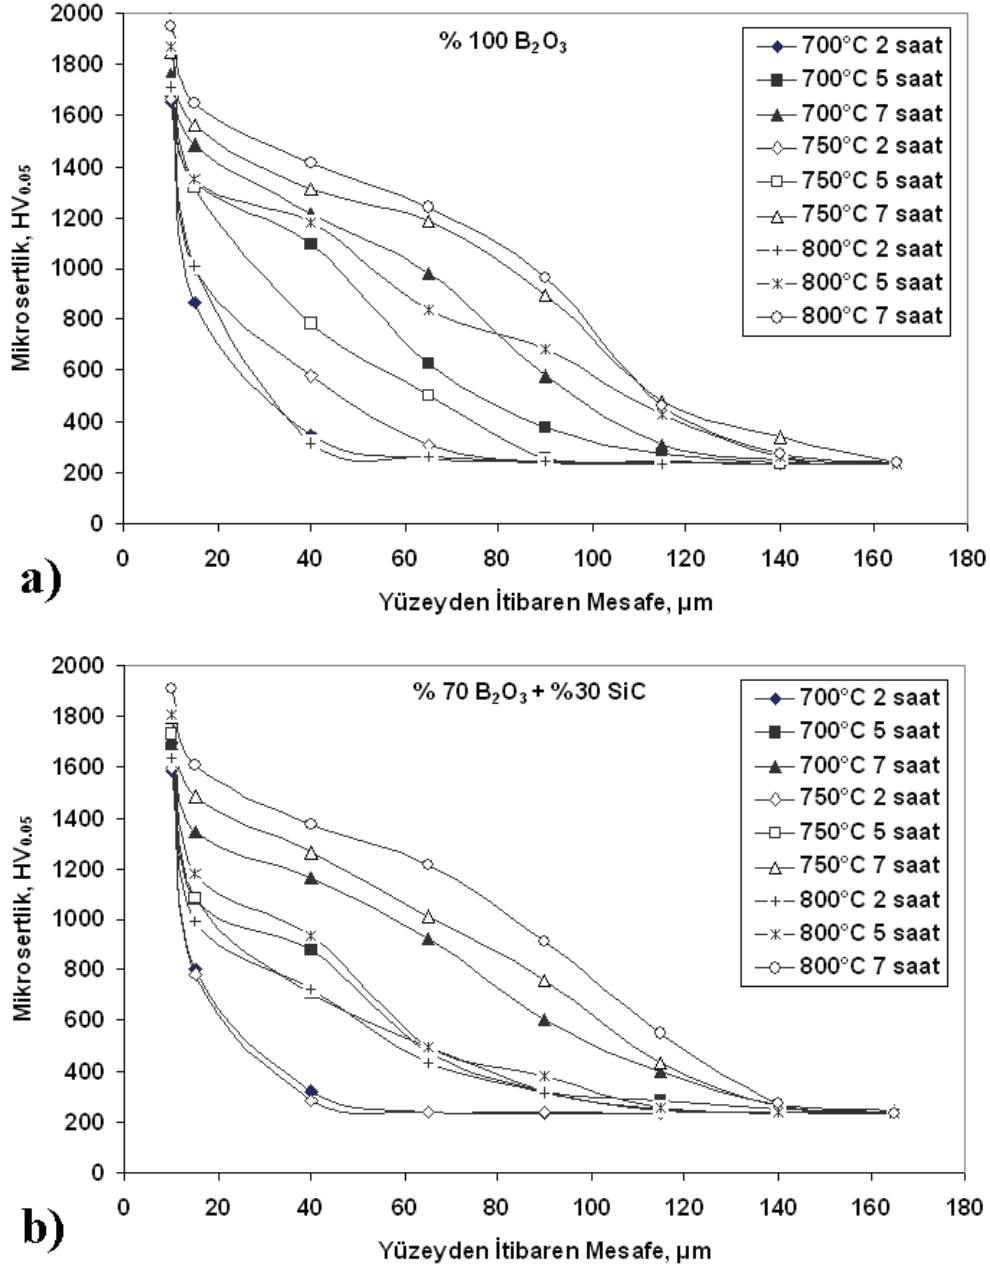 % 100 B₂O₃
Mikrosertlik, HV0.05
2000
1800
1600
1400
1200
1000
800
600
400
200
0
0 20 40 60 80 100 120 140 160 180
Yüzeyden İtibaren Mesafe, µm
700°C 2 saat
700°C 5 saat
700°C 7 saat
750°C 2 saat
750°C 5 saat
750°C 7 saat
800°C 2 saat
800°C 5 saat
800°C 7 saat
a)
% 70 B₂O₃ + %30 SiC
Mikrosertlik, HV0.05
2000
1800
1600
1400
1200
1000
800
600
400
200
0
0 20 40 60 80 100 120 140 160 180
Yüzeyden İtibaren Mesafe, µm
700°C 2 saat
700°C 5 saat
700°C 7 saat
750°C 2 saat
750°C 5 saat
750°C 7 saat
800°C 2 saat
800°C 5 saat
800°C 7 saat
b)